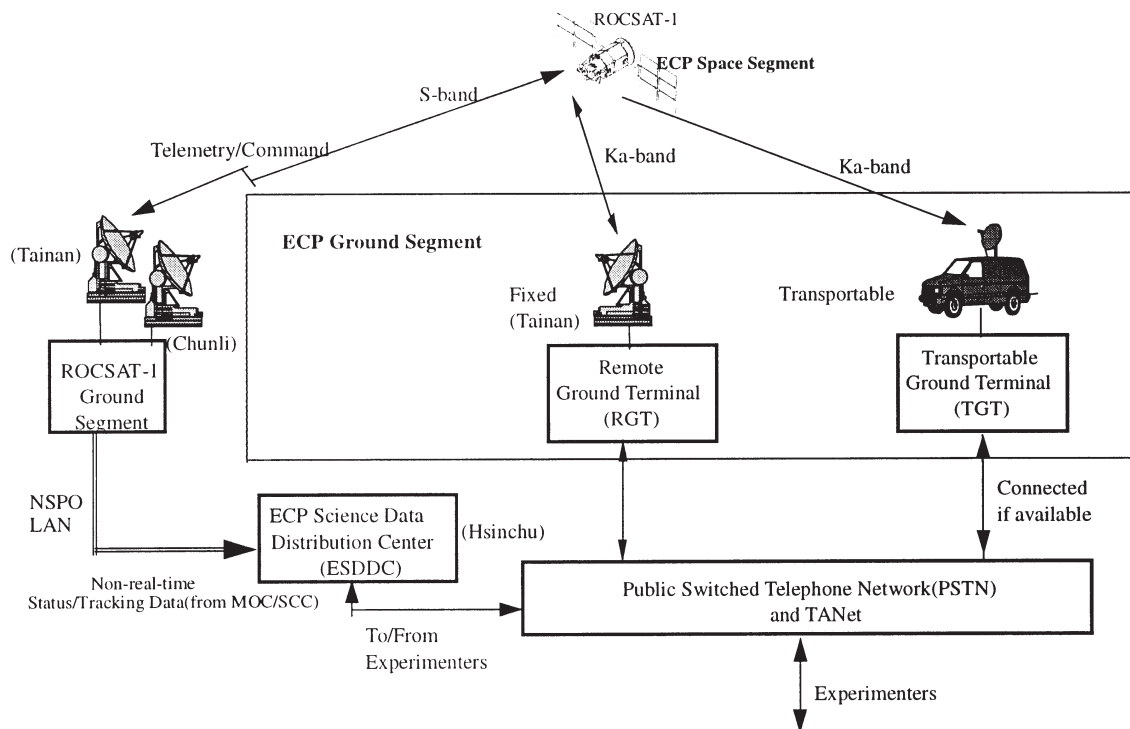 ROCSAT-1
ECP Space Segment
S-band
Telemetry/Command
Ka-band
Ka-band
ECP Ground Segment
(Tainan)
(Chunli)
Fixed
(Tainan)
Transportable
ROCSAT-1
Ground
Segment
Remote
Ground Terminal
(RGT)
Transportable
Ground Terminal
(TGT)
NSPO
LAN
ECP Science Data
Distribution Center
(ESDDC)
(Hsinchu)
Connected
if available
Non-real-time
Status/Tracking Data(from MOC/SCC)
Public Switched Telephone Network(PSTN)
and TANet
To/From
Experimenters
Experimenters